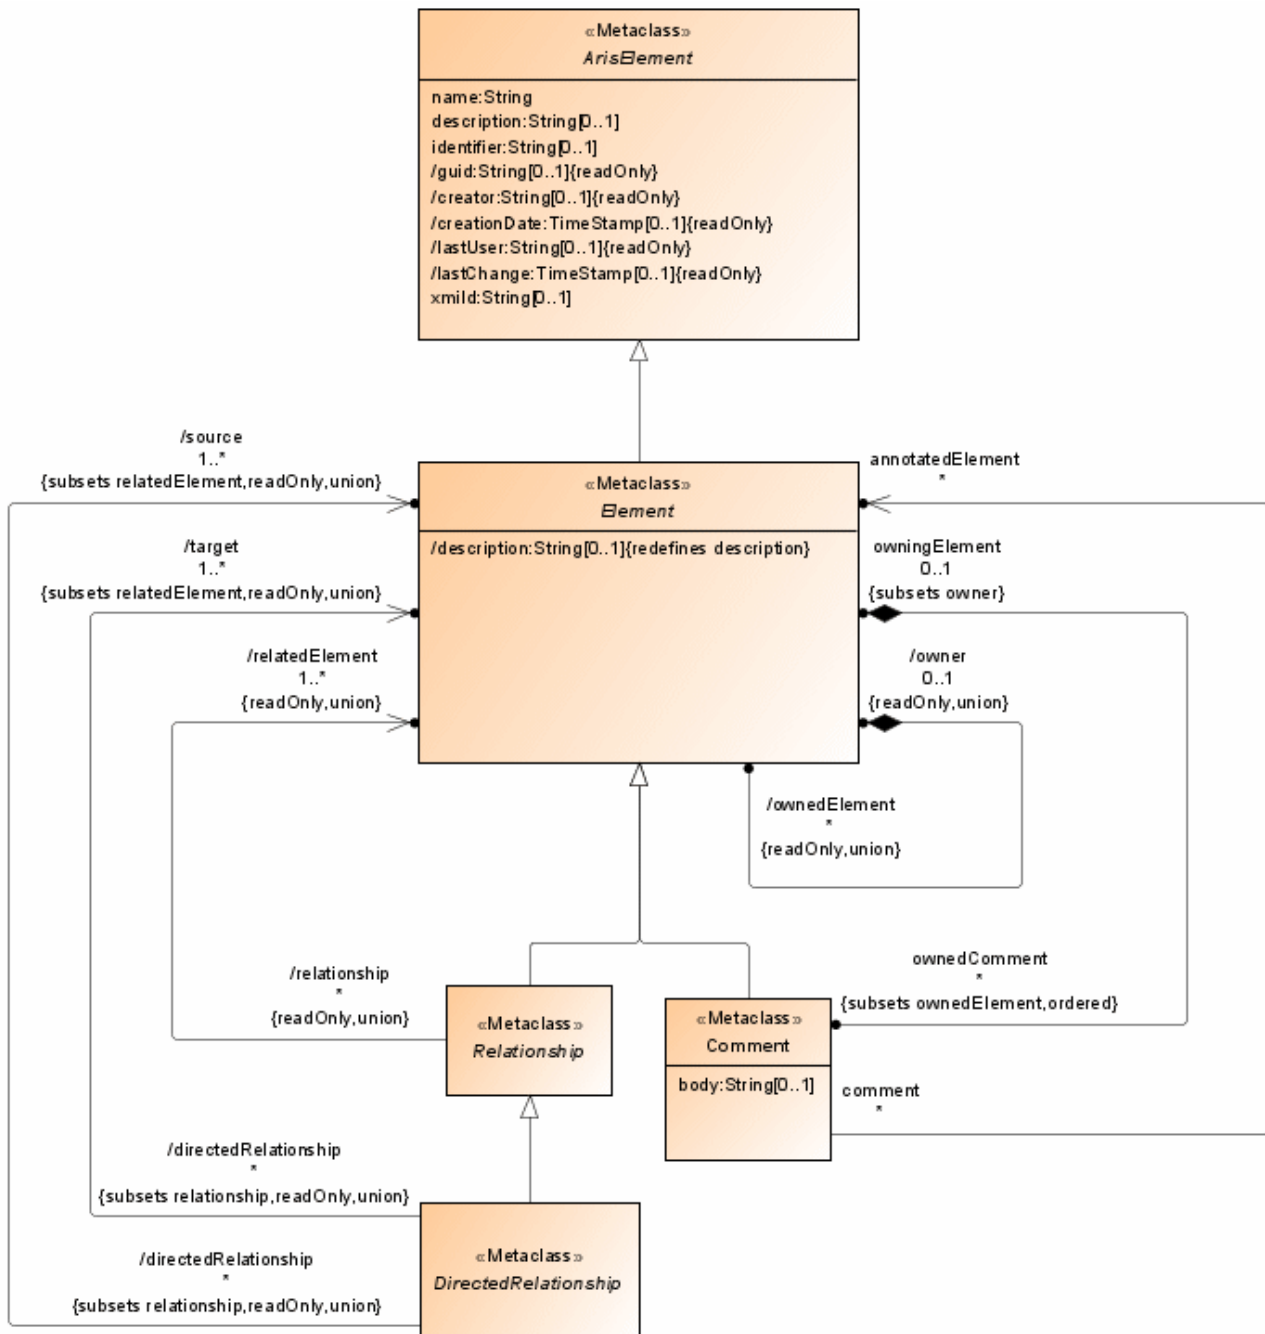 «Metaclass»
ArisElement
name:String
description:String[0..1]
identifier:String[0..1]
/guid:String[0..1]{readOnly}
/creator:String[0..1]{readOnly}
/creationDate:TimeStamp[0..1]{readOnly}
/lastUser:String[0..1]{readOnly}
/lastChange:TimeStamp[0..1]{readOnly}
xmiId:String[0..1]
/source
1..*
{subsets relatedElement,readOnly,union}
/target
1..*
{subsets relatedElement,readOnly,union}
/relatedElement
1..*
{readOnly,union}
«Metaclass»
Element
/description:String[0..1]{redefines description}
annotatedElement
*
owningElement
0..1
{subsets owner}
/owner
0..1
{readOnly,union}
/ownedElement
*
{readOnly,union}
/relationship
*
{readOnly,union}
«Metaclass»
Relationship
ownedComment
*
{subsets ownedElement,ordered}
«Metaclass»
Comment
body:String[0..1]
comment
*
/directedRelationship
*
{subsets relationship,readOnly,union}
/directedRelationship
*
{subsets relationship,readOnly,union}
«Metaclass»
DirectedRelationship